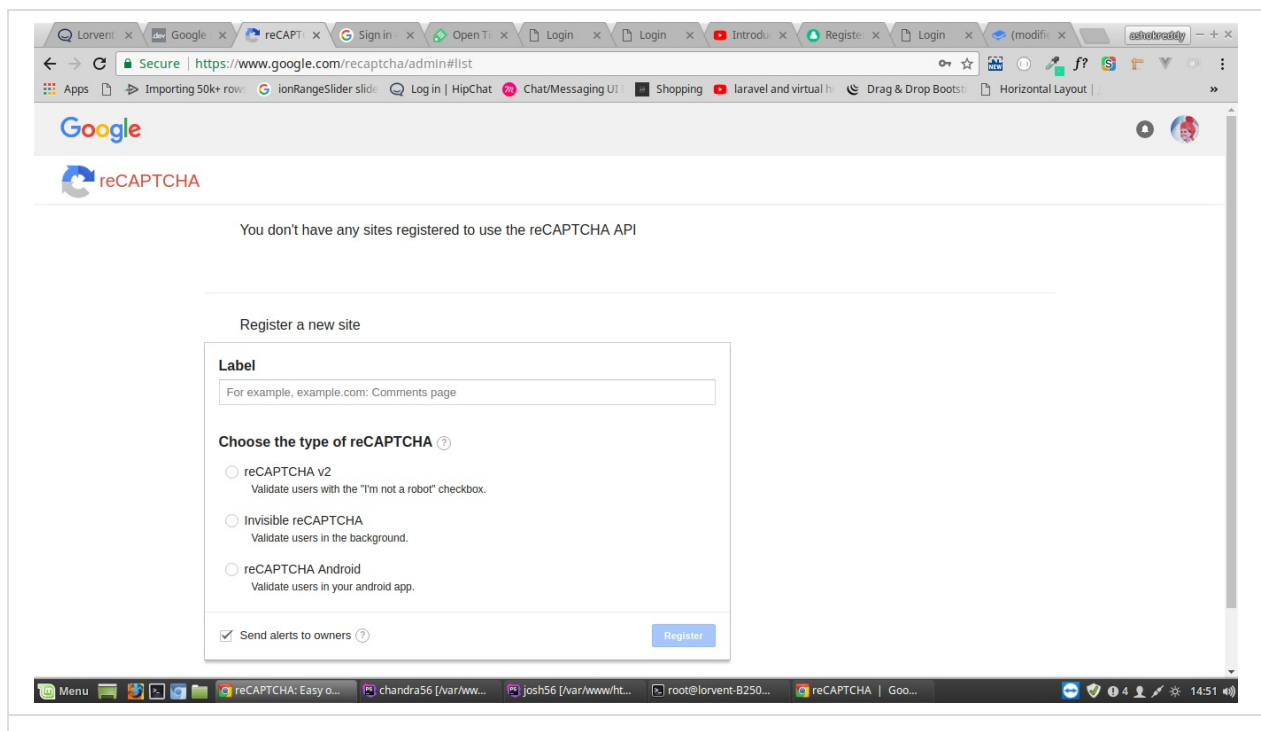 Lorvent Google reCAPT Sign in - Open Ti Login Login Introdu Registe Login (modifi ashokreddy
Secure https://www.google.com/recaptcha/admin#list
Apps Importing 50k+ row ionRangeSlider slide Log in | HipChat Chat/Messaging UI Shopping laravel and virtual h Drag & Drop Bootst Horizontal Layout | »
Google
reCAPTCHA
You don't have any sites registered to use the reCAPTCHA API
Register a new site
Label
For example, example.com: Comments page
Choose the type of reCAPTCHA ?
reCAPTCHA v2
Validate users with the "I'm not a robot" checkbox.
Invisible reCAPTCHA
Validate users in the background.
reCAPTCHA Android
Validate users in your android app.
Send alerts to owners ?
Register
Menu reCAPTCHA: Easy o... chandra56 [/var/ww... josh56 [/var/www/ht... root@lorvent-B250... reCAPTCHA | Goo... 4 14:51